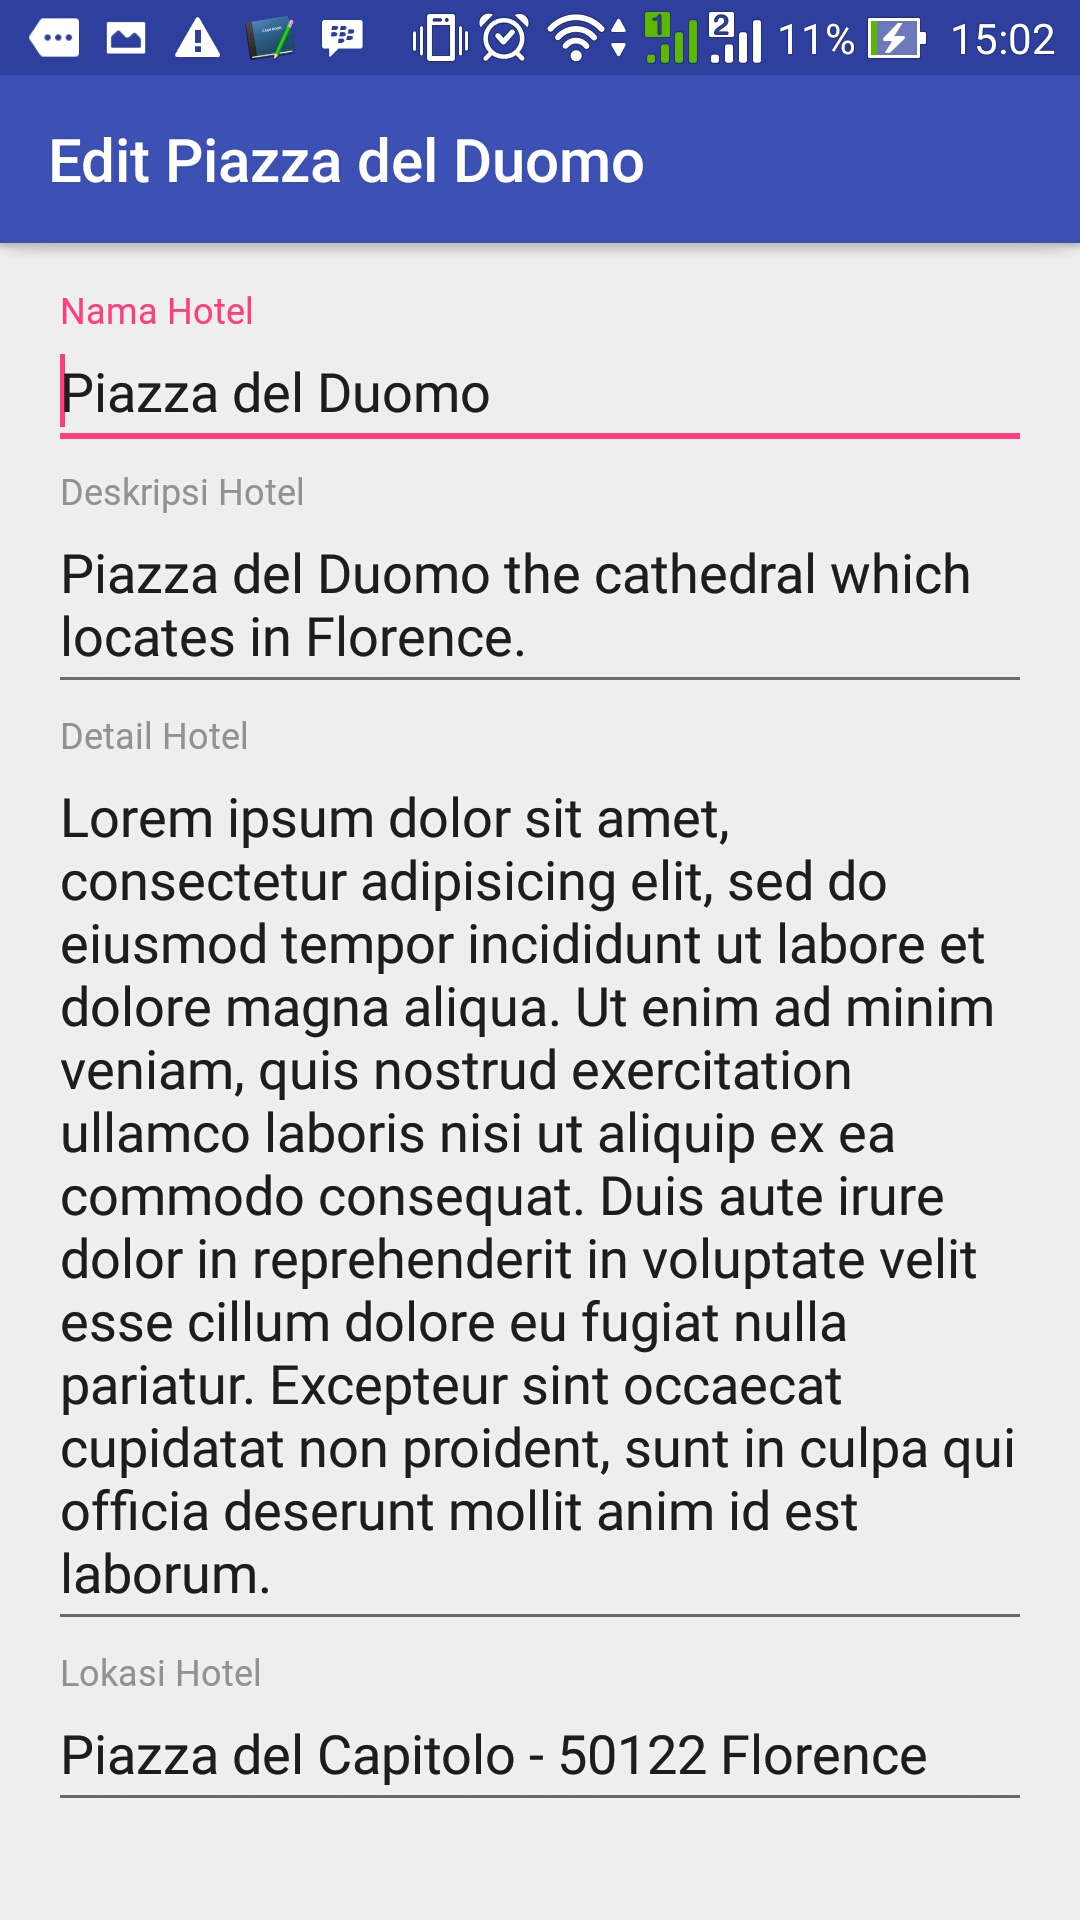 1 2 11% 15:02
Edit Piazza del Duomo
Nama Hotel
Piazza del Duomo
Deskripsi Hotel
Piazza del Duomo the cathedral which
locates in Florence.
Detail Hotel
Lorem ipsum dolor sit amet,
consectetur adipisicing elit, sed do
eiusmod tempor incididunt ut labore et
dolore magna aliqua. Ut enim ad minim
veniam, quis nostrud exercitation
ullamco laboris nisi ut aliquip ex ea
commodo consequat. Duis aute irure
dolor in reprehenderit in voluptate velit
esse cillum dolore eu fugiat nulla
pariatur. Excepteur sint occaecat
cupidatat non proident, sunt in culpa qui
officia deserunt mollit anim id est
laborum.
Lokasi Hotel
Piazza del Capitolo - 50122 Florence